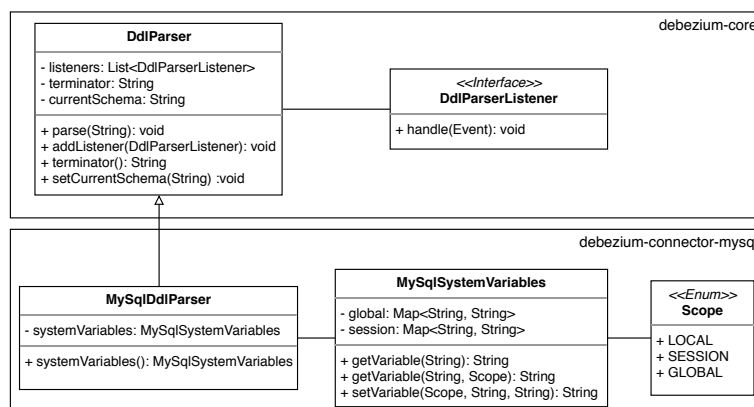 debezium-core
DdlParser
- listeners: List<DdlParserListener>
- terminator: String
- currentSchema: String
+ parse(String): void
+ addListener(DdlParserListener): void
+ terminator(): String
+ setCurrentSchema(String) :void
<<Interface>>
DdlParserListener
+ handle(Event): void
debezium-connector-mysq
MySqlDdlParser
- systemVariables: MySqlSystemVariables
+ systemVariables(): MySqlSystemVariables
MySqlSystemVariables
- global: Map<String, String>
- session: Map<String, String>
+ getVariable(String): String
+ getVariable(String, Scope): String
+ setVariable(Scope, String, String): String
<<Enum>>
Scope
+ LOCAL
+ SESSION
+ GLOBAL